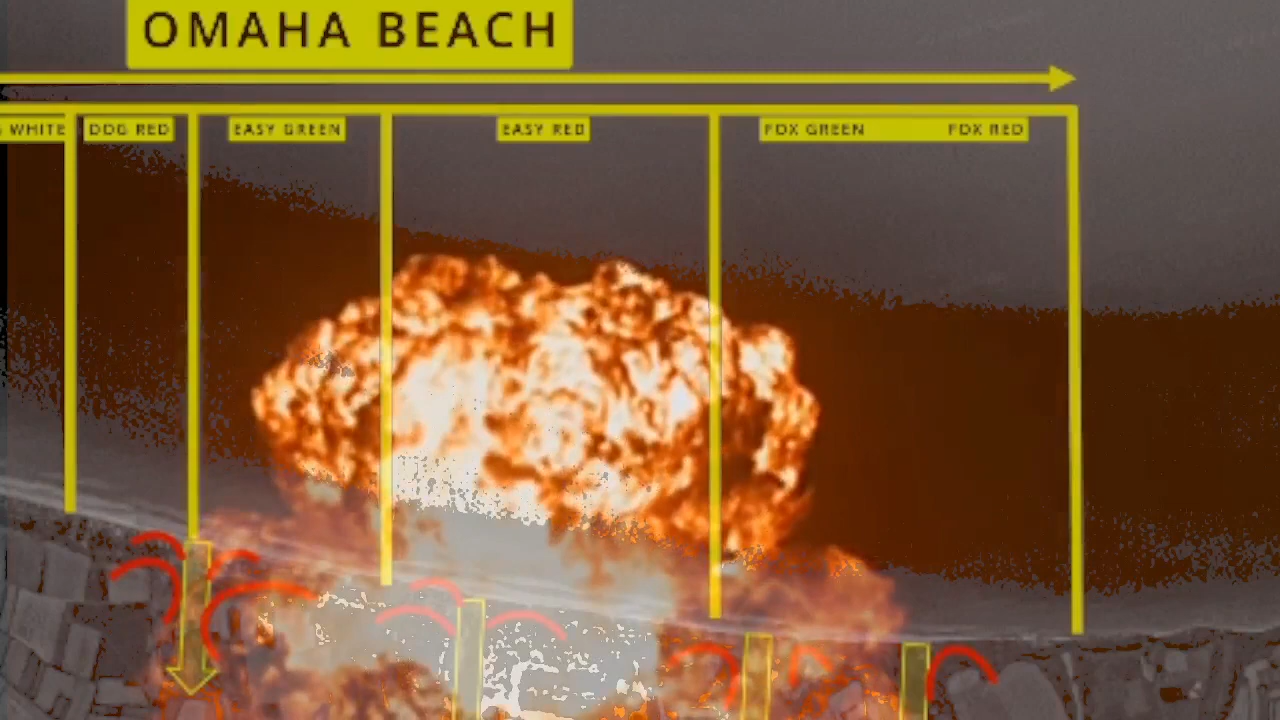 OMAHA BEACH
WHITE
DOG RED
EASY GREEN
EASY RED
FOX GREEN
FOX RED